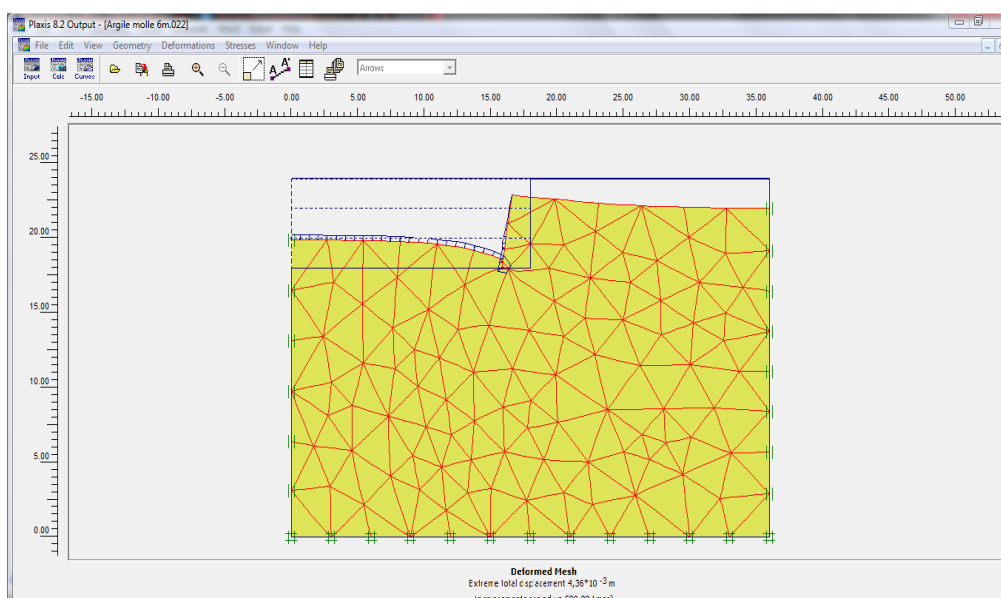 Plaxis 8.2 Output - [Argile molle 6m.022]
File Edit View Geometry Deformations Stresses Window Help
Input Calc Curves Arrows
-15.00 -10.00 0.00 5.00 10.00 15.00 20.00 25.00 30.00 35.00 40.00 45.00 50.00
25.00
20.00
15.00
10.00
5.00
0.00
Deformed Mesh
Extreme total displacement 4,36*10 -3 m